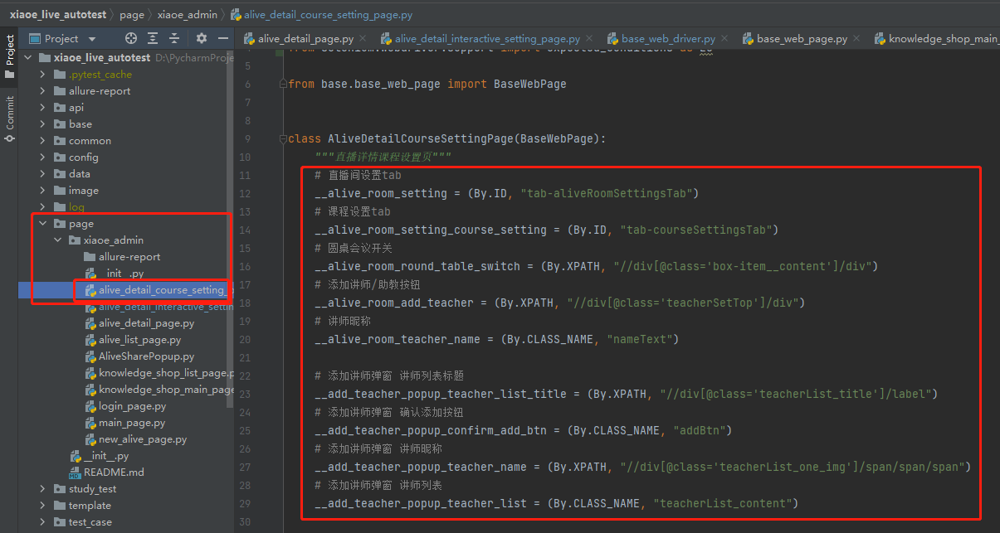 xiaoe_live_autotest page xiaoe_admin alive_detail_course_setting_page.py
Project
alive_detail_page.py alive_detail_interactive_setting_page.py base_web_driver.py base_web_page.py knowledge_shop_main_
Project
Commit
xiaoe_live_autotest D:\PycharmProje
.pytest_cache
allure-report
api
base
common
config
data
image
log
page
xiaoe_admin
allure-report
__init__.py
alive_detail_course_setting_
alive_detail_interactive_settin
alive_detail_page.py
alive_list_page.py
AliveSharePopup.py
knowledge_shop_list_page.p
knowledge_shop_main_page
login_page.py
main_page.py
new_alive_page.py
__init__.py
README.md
study_test
template
test_case
from selenium.webdriver.support import expected_conditions as EC
5
6 from base.base_web_page import BaseWebPage
7
8
9 class AliveDetailCourseSettingPage(BaseWebPage):
10 """直播详情课程设置页"""
11 # 直播间设置tab
12 __alive_room_setting = (By.ID, "tab-aliveRoomSettingsTab")
13 # 课程设置tab
14 __alive_room_setting_course_setting = (By.ID, "tab-courseSettingsTab")
15 # 圆桌会议开关
16 __alive_room_round_table_switch = (By.XPATH, "//div[@class='box-item__content']/div")
17 # 添加讲师/助教按钮
18 __alive_room_add_teacher = (By.XPATH, "//div[@class='teacherSetTop']/div")
19 # 讲师昵称
20 __alive_room_teacher_name = (By.CLASS_NAME, "nameText")
21
22 # 添加讲师弹窗 讲师列表标题
23 __add_teacher_popup_teacher_list_title = (By.XPATH, "//div[@class='teacherList_title']/label")
24 # 添加讲师弹窗 确认添加按钮
25 __add_teacher_popup_confirm_add_btn = (By.CLASS_NAME, "addBtn")
26 # 添加讲师弹窗 讲师昵称
27 __add_teacher_popup_teacher_name = (By.XPATH, "//div[@class='teacherList_one_img']/span/span/span")
28 # 添加讲师弹窗 讲师列表
29 __add_teacher_popup_teacher_list = (By.CLASS_NAME, "teacherList_content")
30